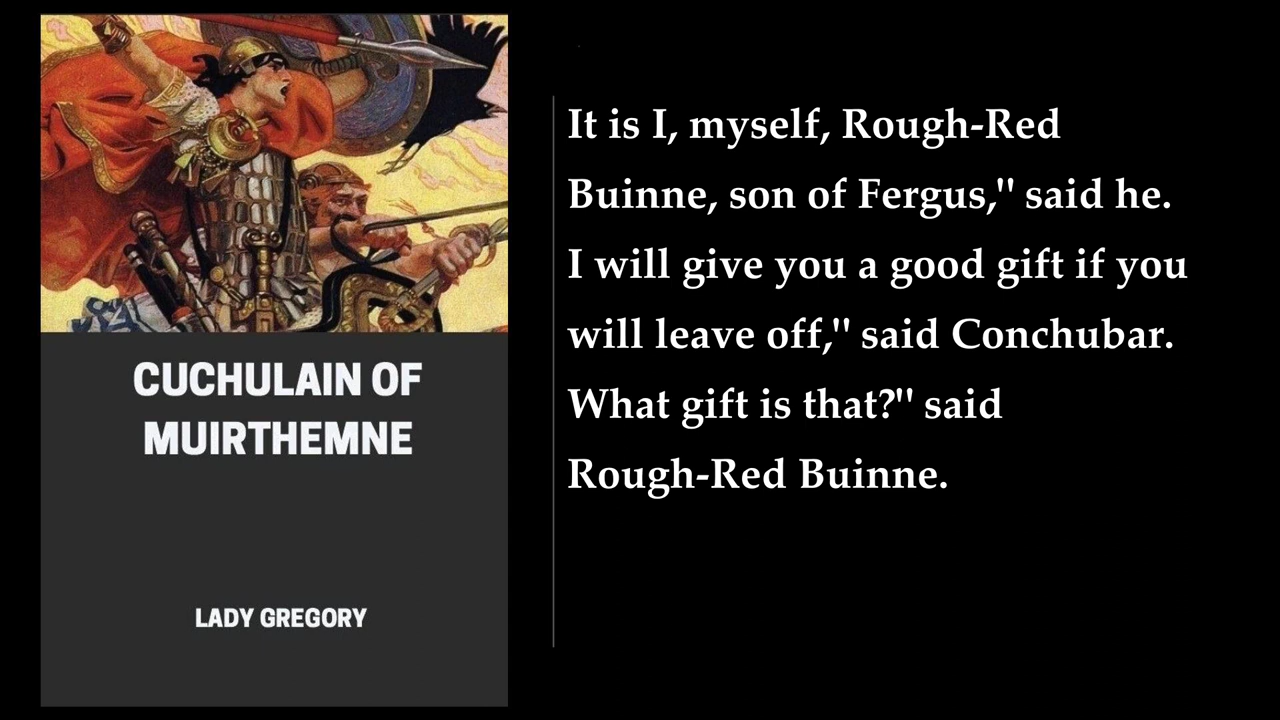 CUCHULAIN OF
MUIRTHEMNE
LADY GREGORY
It is I, myself, Rough-Red
Buinne, son of Fergus," said he.
I will give you a good gift if you
will leave off," said Conchubar.
What gift is that?" said
Rough-Red Buinne.